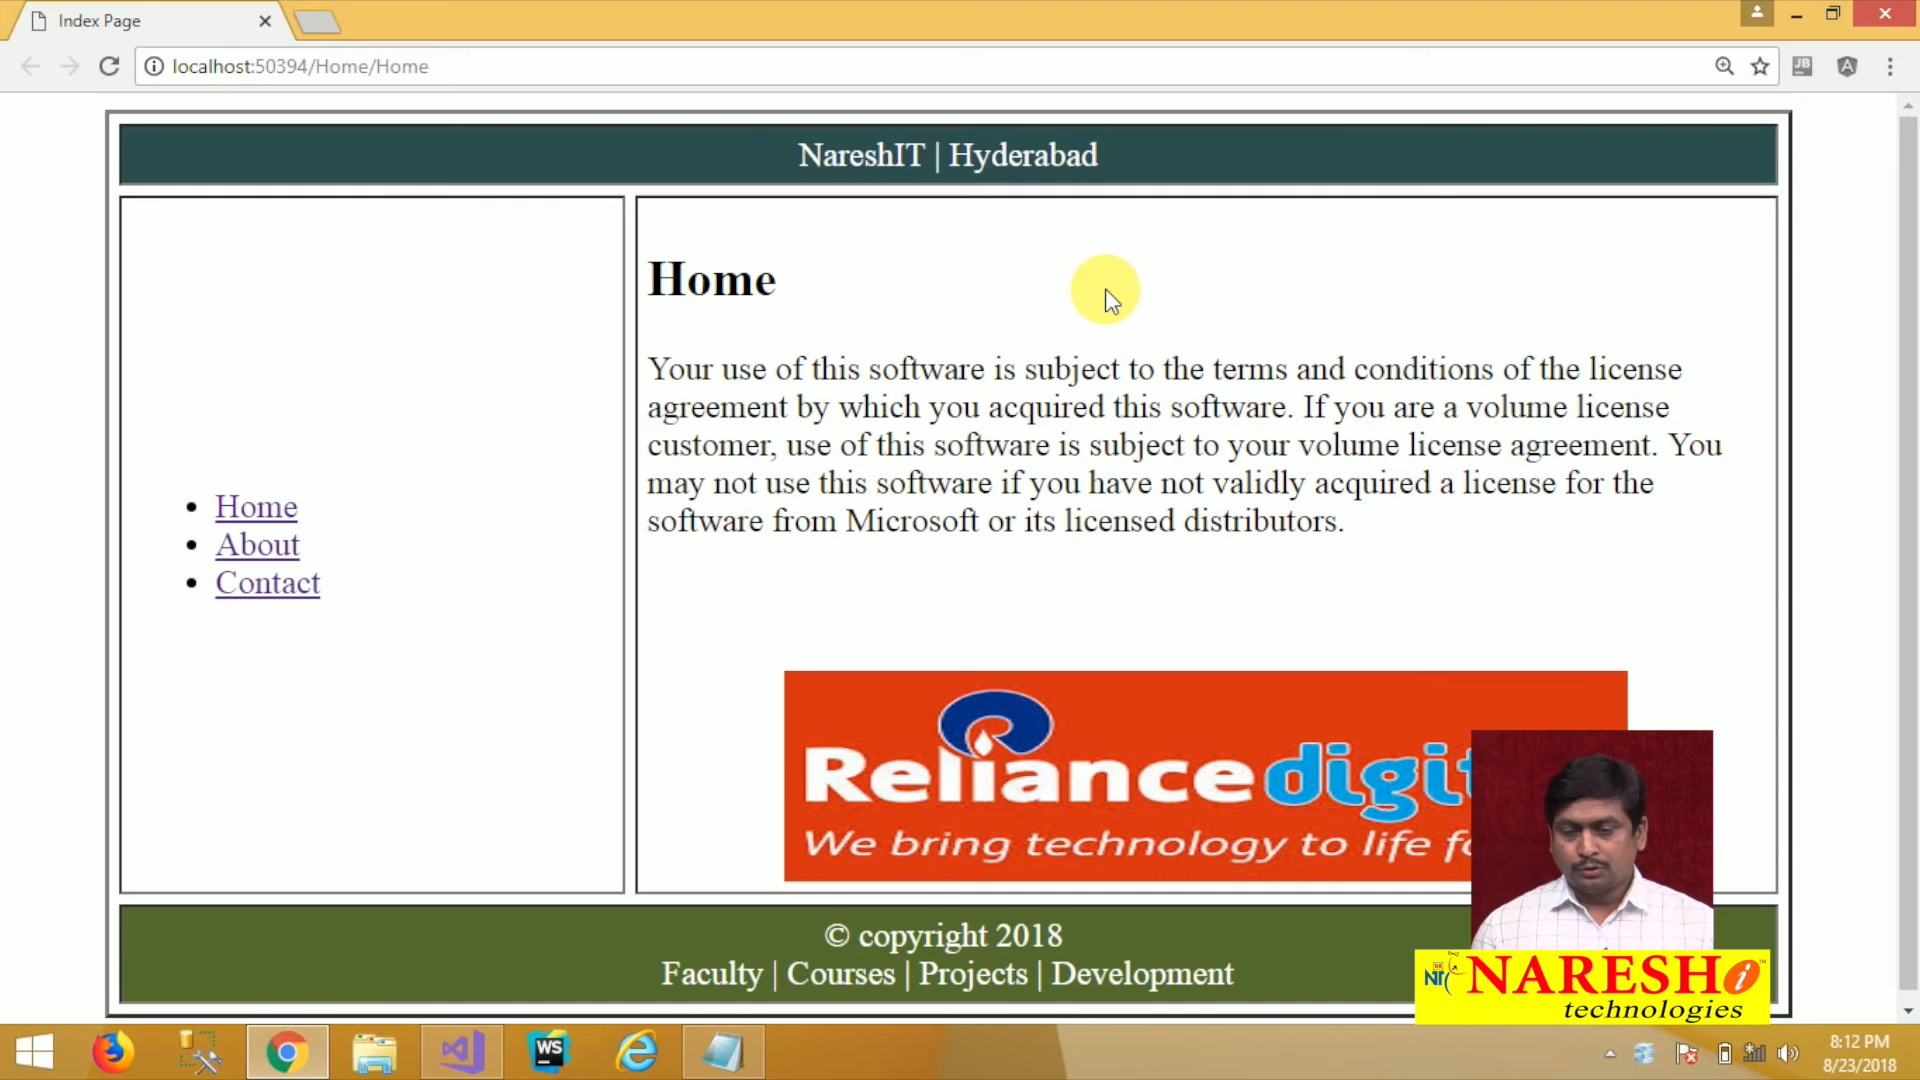 Index Page
localhost:50394/Home/Home
JB
NareshIT | Hyderabad
Home
About
Contact
Home
Your use of this software is subject to the terms and conditions of the license
agreement by which you acquired this software. If you are a volume license
customer, use of this software is subject to your volume license agreement. You
may not use this software if you have not validly acquired a license for the
software from Microsoft or its licensed distributors.
Reliance digit
We bring technology to life fo
© copyright 2018
Faculty | Courses | Projects | Development
NARESH i
technologies
WS
8:12 PM
8/23/2018